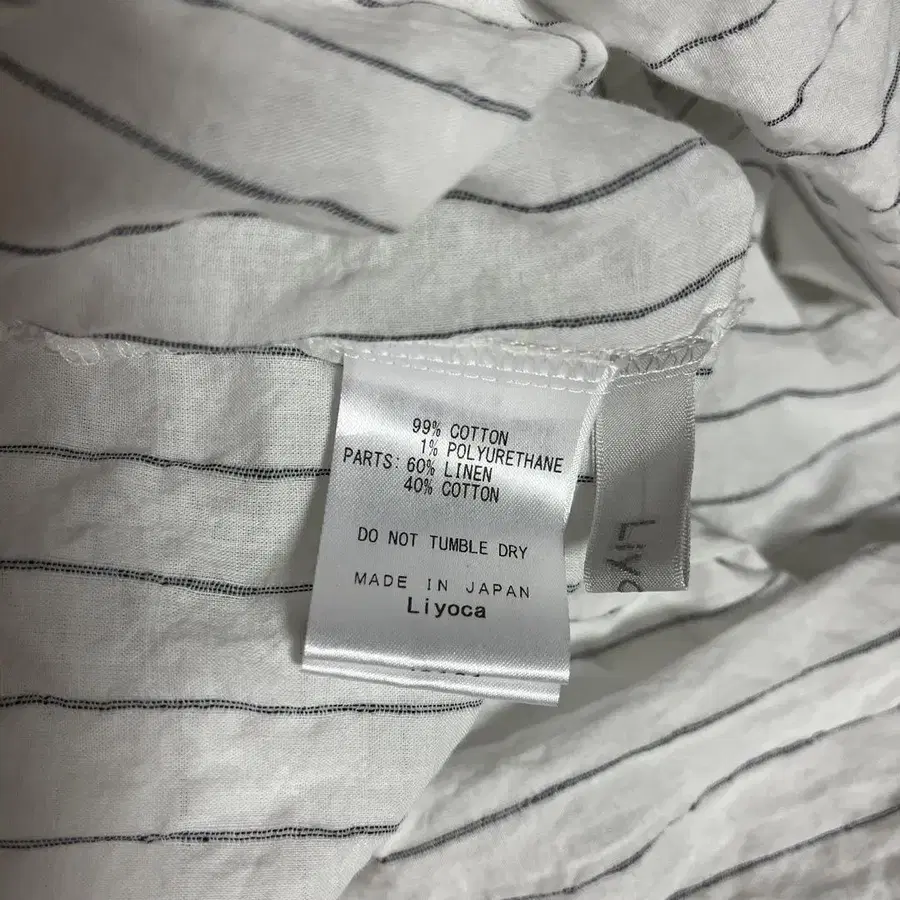 99% COTTON
1% POLYURETHANE
PARTS: 60% LINEN
40% COTTON
DO NOT TUMBLE DRY
MADE IN JAPAN
Liyoca